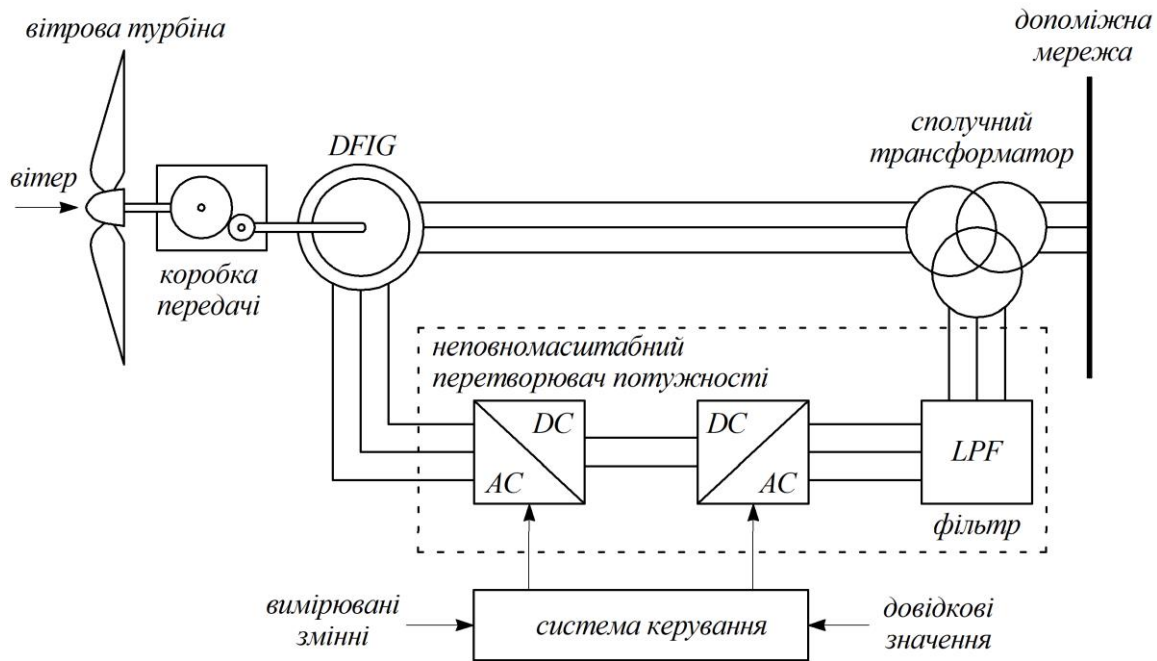 вітрова турбіна
допоміжна
мережа
сполучний
трансформатор
DFIG
вітер
коробка
передачі
неповномасштабний
перетворювач потужності
DC
AC
DC
AC
LPF
фільтр
вимірювані
змінні
система керування
довідкові
значення